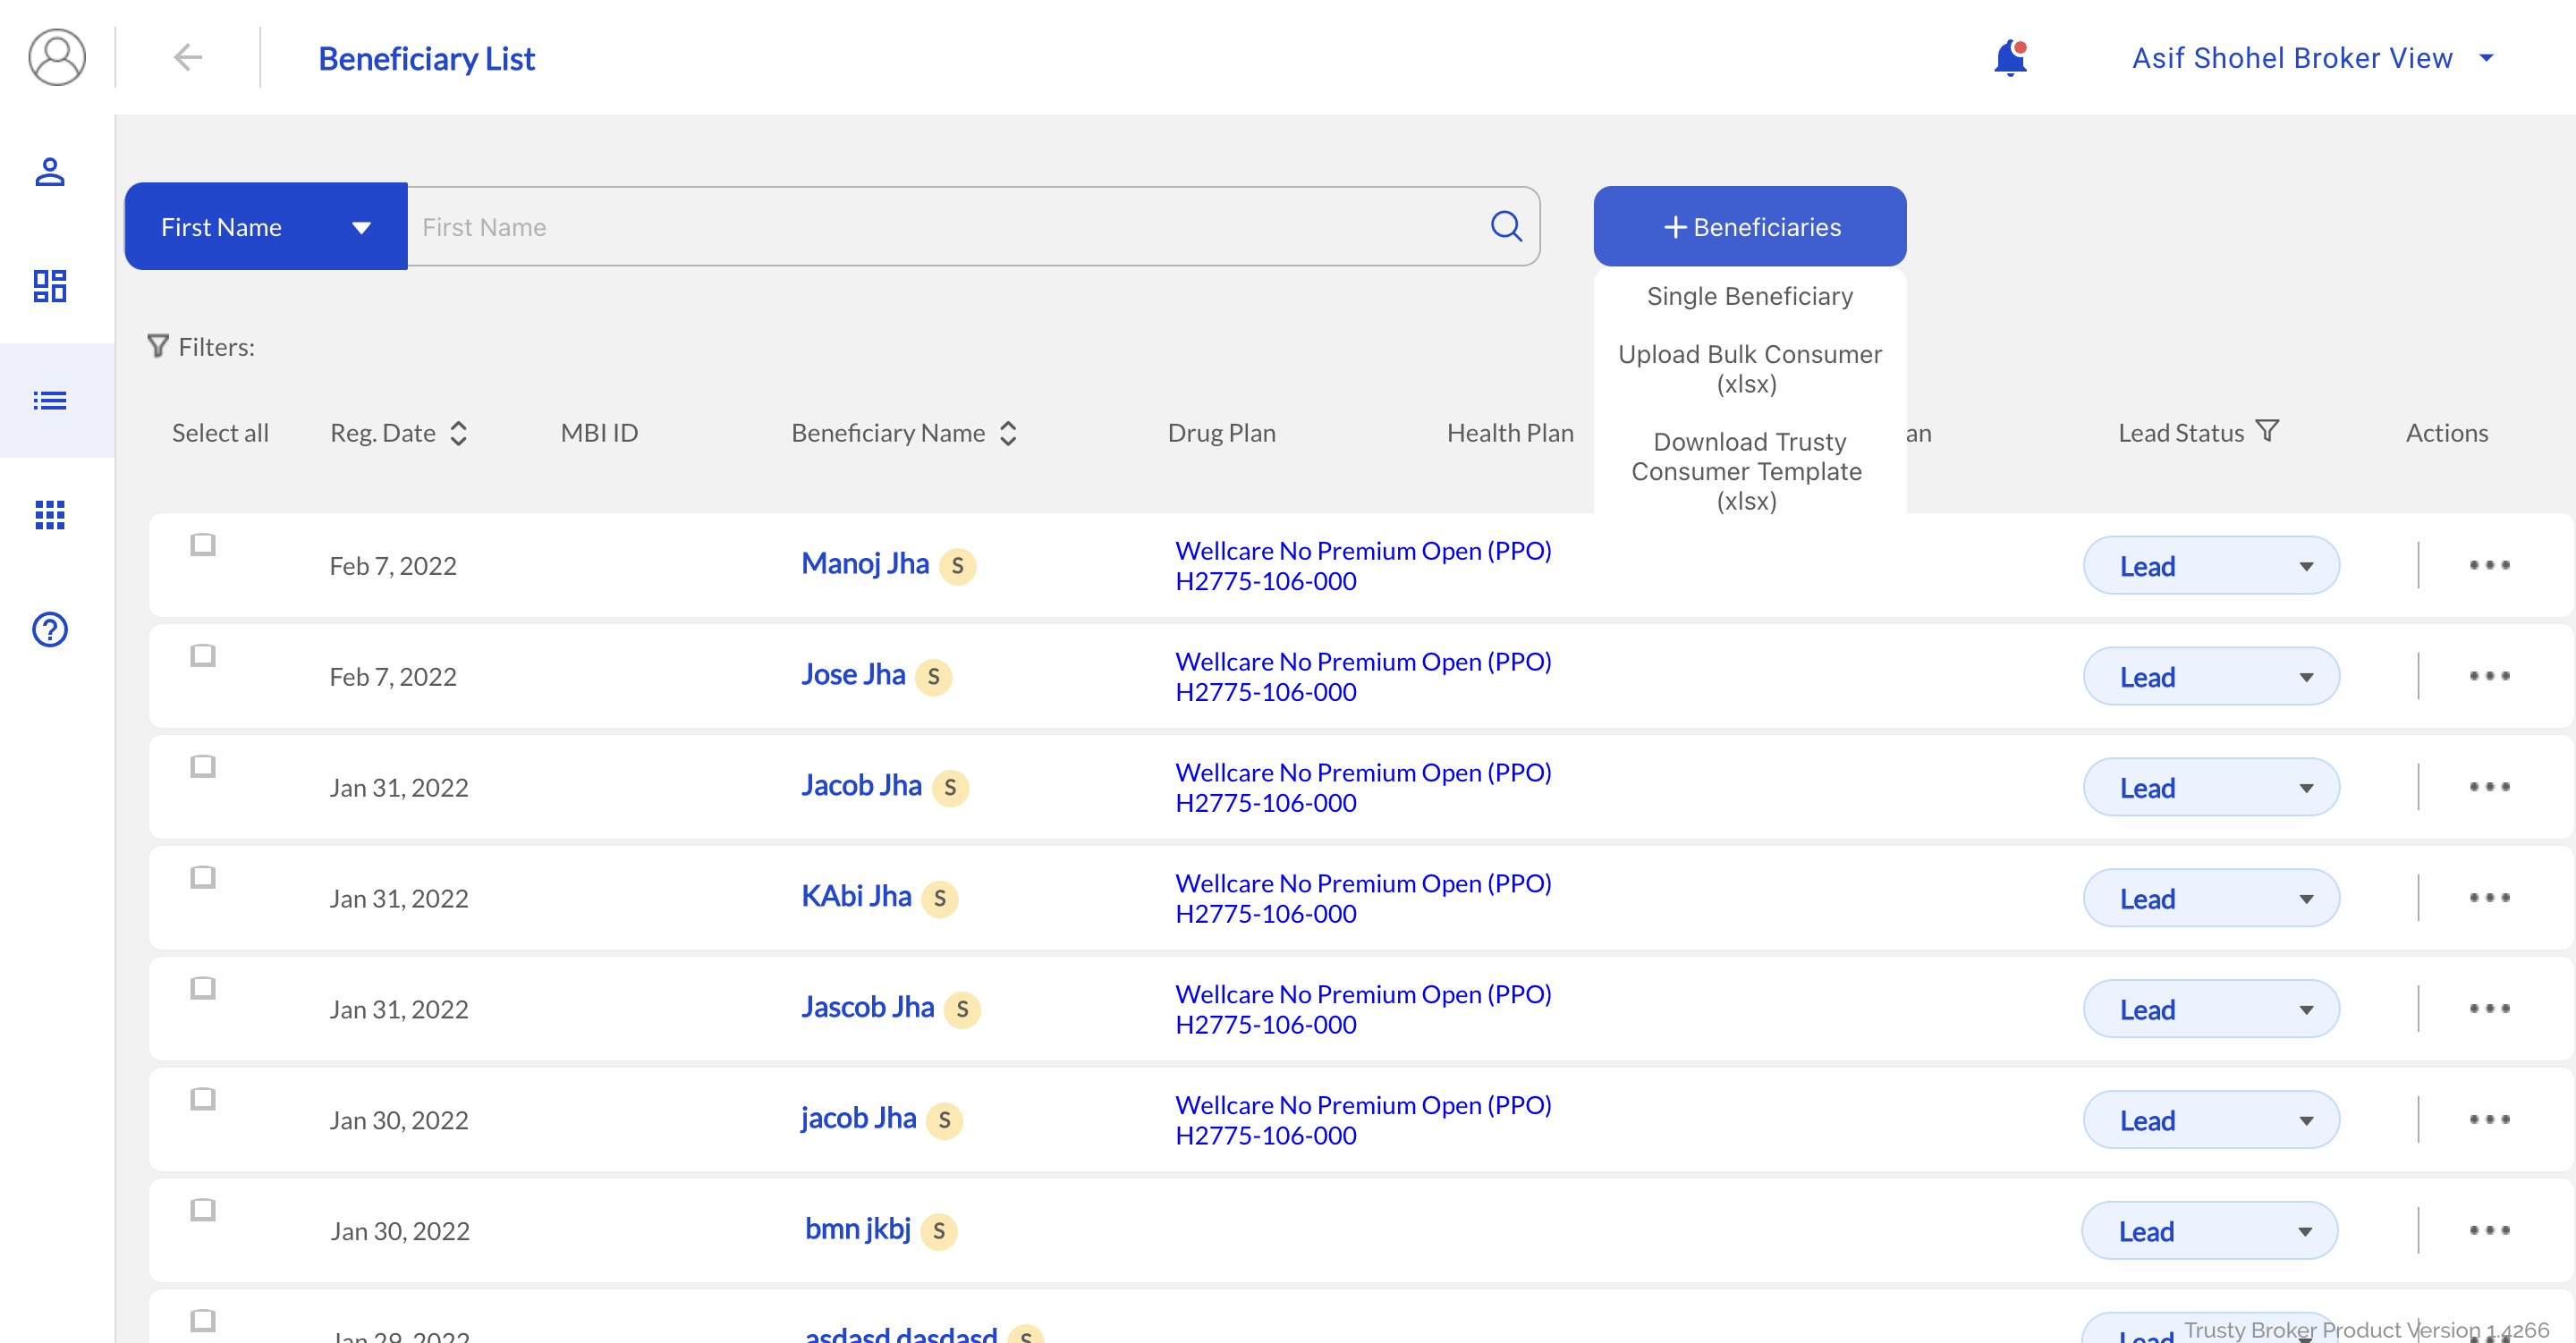 Beneficiary List
Asif Shohel Broker View
First Name
First Name
+ Beneficiaries
Single Beneficiary
Upload Bulk Consumer
(xlsx)
Download Trusty
Consumer Template
(xlsx)
Filters:
Select all Reg. Date MBI ID Beneficiary Name Drug Plan Health Plan an Lead Status Actions
Feb 7, 2022 Manoj Jha S Wellcare No Premium Open (PPO)
H2775-106-000
Lead
Feb 7, 2022 Jose Jha S Wellcare No Premium Open (PPO)
H2775-106-000
Lead
Jan 31, 2022 Jacob Jha S Wellcare No Premium Open (PPO)
H2775-106-000
Lead
Jan 31, 2022 KAbi Jha S Wellcare No Premium Open (PPO)
H2775-106-000
Lead
Jan 31, 2022 Jascob Jha S Wellcare No Premium Open (PPO)
H2775-106-000
Lead
Jan 30, 2022 jacob Jha S Wellcare No Premium Open (PPO)
H2775-106-000
Lead
Jan 30, 2022 bmn jkbj S Lead
Jan 29, 2022 asdasd dasdasd S Lead
Trusty Broker Product Version 1.4266